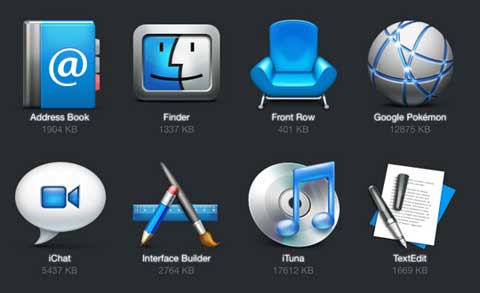 @
Address Book
1904 KB
Finder
1337 KB
Front Row
401 KB
Google Pokémon
12875 KB
iChat
5437 KB
Interface Builder
2764 KB
iTuna
17612 KB
TextEdit
1669 KB